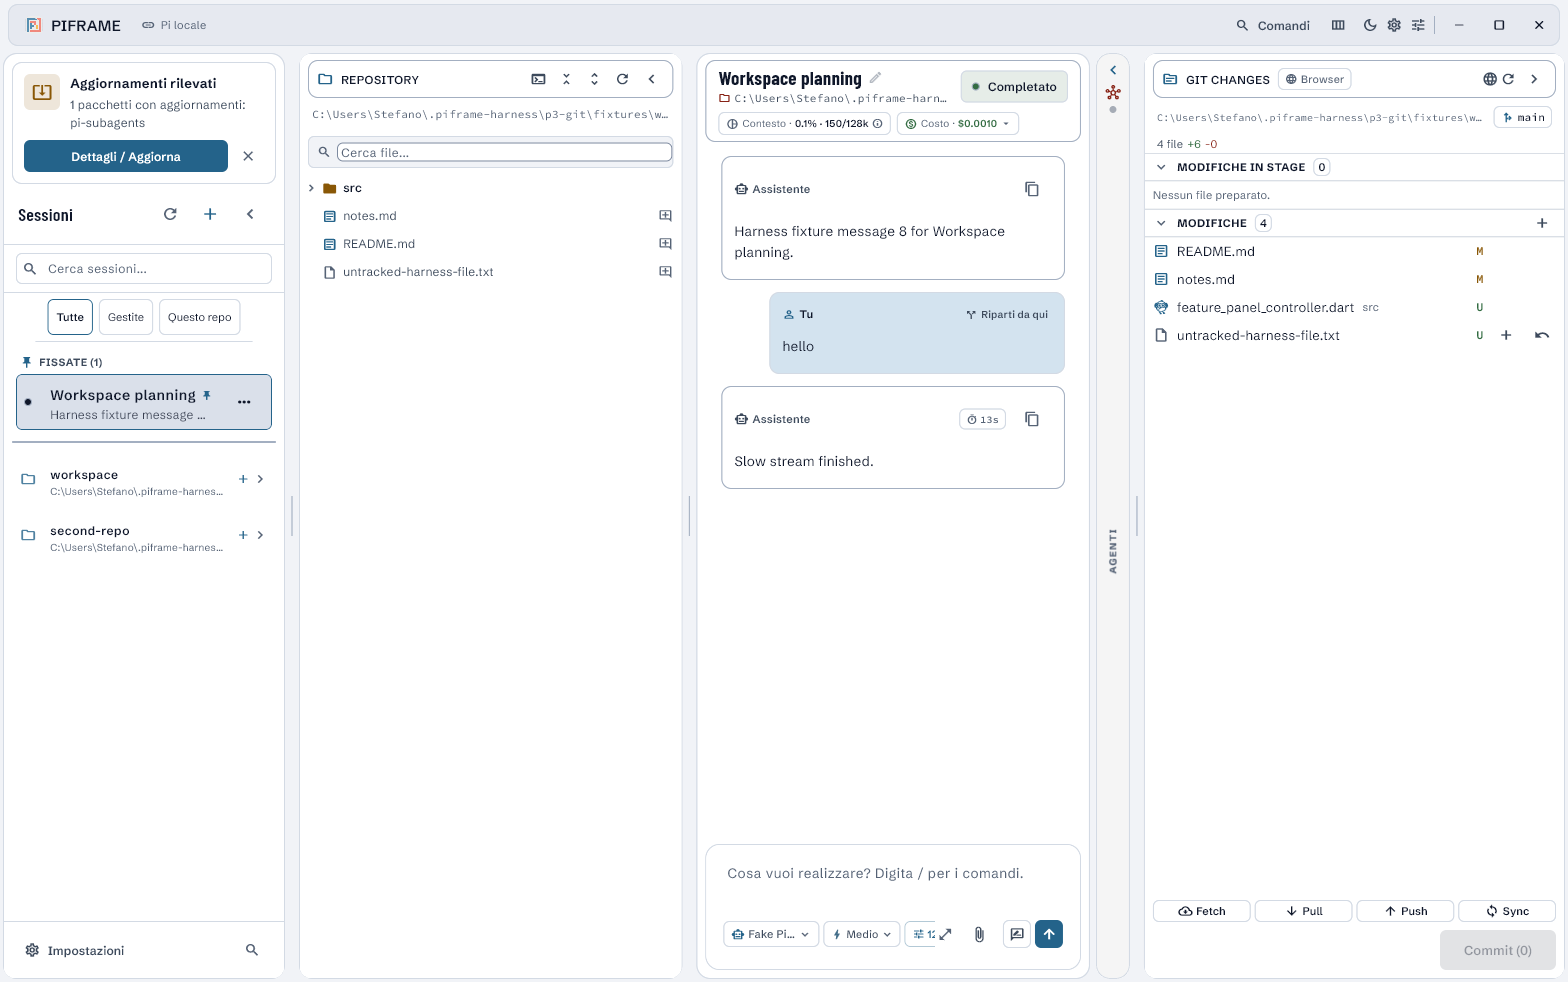 PIFRAME
Pi locale
Comandi
Aggiornamenti rilevati
1 pacchetti con aggiornamenti:
pi-subagents
Dettagli / Aggiorna
Sessioni
Cerca sessioni...
Tutte
Gestite
Questo repo
FISSATE (1)
Workspace planning
Harness fixture message ...
workspace
C:\Users\Stefano\.piframe-harnes...
second-repo
C:\Users\Stefano\.piframe-harnes...
Impostazioni
REPOSITORY
C:\Users\Stefano\.piframe-harness\p3-git\fixtures\w...
Cerca file...
src
notes.md
README.md
untracked-harness-file.txt
Workspace planning
C:\Users\Stefano\.piframe-harn...
Completato
Contesto · 0.1% · 150/128k
Costo · $0.0010
Assistente
Harness fixture message 8 for Workspace
planning.
Tu
Riparti da qui
hello
Assistente
13s
Slow stream finished.
Cosa vuoi realizzare? Digita / per i comandi.
Fake Pi...
Medio
12
AGENTI
GIT CHANGES
Browser
C:\Users\Stefano\.piframe-harness\p3-git\fixtures\w...
main
4 file +6 -0
MODIFICHE IN STAGE 0
Nessun file preparato.
MODIFICHE 4
README.md M
notes.md M
feature_panel_controller.dart src U
untracked-harness-file.txt U
Fetch
Pull
Push
Sync
Commit (0)